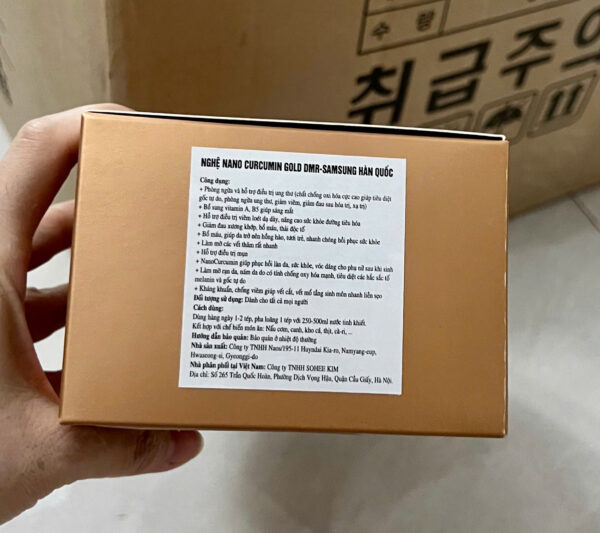 수 량
취급주의
NGHỆ NANO CURCUMIN GOLD DMR-SAMSUNG HÀN QUỐC
Công dụng:
+ Phòng ngừa và hỗ trợ điều trị ung thư (chất chống oxi hóa cực cao giúp tiêu diệt
gốc tự do, phòng ngừa ung thư, giảm viêm, giảm đau sau hóa trị, xạ trị)
+ Bổ sung vitamin A, B5 giúp sáng mắt
+ Hỗ trợ điều trị viêm loét dạ dày, nâng cao sức khỏe đường tiêu hóa
+ Giảm đau xương khớp, bổ máu, thải độc tố
+ Bổ máu, giúp da trở nên hồng hào, tươi trẻ, nhanh chóng hồi phục sức khỏe
+ Làm mờ các vết thâm rất nhanh
+ Hỗ trợ điều trị mụn
+ NanoCurcumin giúp phục hồi làn da, sức khỏe, vóc dáng cho phụ nữ sau khi sinh
+ Làm mờ rạn da, nám da do có tính chống oxy hóa mạnh, tiêu diệt các hắc sắc tố
melanin và gốc tự do
+ Kháng khuẩn, chống viêm giúp vết cắt, vết mổ tăng sinh môn nhanh liền sẹo
Đối tượng sử dụng: Dành cho tất cả mọi người
Cách dùng:
Dùng hàng ngày 1-2 tép, pha loãng 1 tép với 250-500ml nước tinh khiết.
Kết hợp với chế biến món ăn: Nấu cơm, canh, kho cá, thịt, cà-ri, ...
Hướng dẫn bảo quản: Bảo quản ở nhiệt độ thường
Nhà sản xuất: Công ty TNHH Naou/195-11 Huyndai Kia-ro, Namyang-eup,
Hwaseong-si, Gyeonggi-do
Nhà phân phối tại Việt Nam: Công ty TNHH SOHEE KIM
Địa chỉ: Số 265 Trần Quốc Hoàn, Phường Dịch Vọng Hậu, Quận Cầu Giấy, Hà Nội.